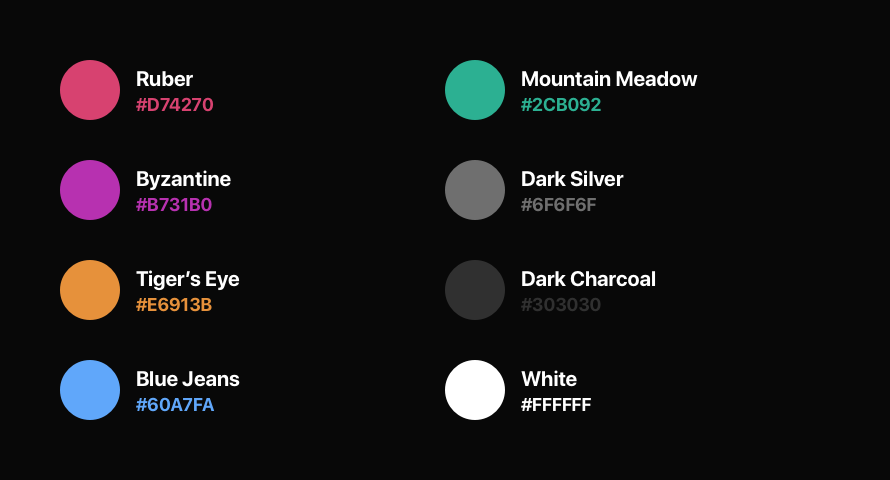 Ruber
#D74270
Byzantine
#B731B0
Tiger’s Eye
#E6913B
Blue Jeans
#60A7FA
Mountain Meadow
#2CB092
Dark Silver
#6F6F6F
Dark Charcoal
#303030
White
#FFFFFF